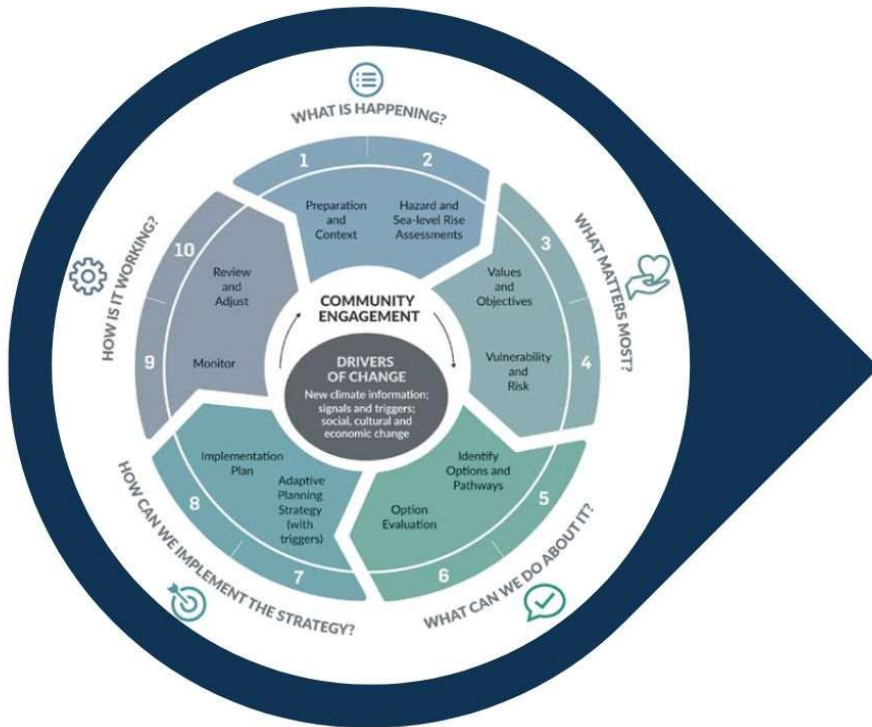 WHAT IS HAPPENING?
1
Preparation
and
Context
2
Hazard and
Sea-level Rise
Assessments
WHAT MATTERS MOST?
3
Values
and
Objectives
4
Vulnerability
and
Risk
WHAT CAN WE DO ABOUT IT?
5
Identify
Options and
Pathways
6
Option
Evaluation
HOW CAN WE IMPLEMENT THE STRATEGY?
7
Adaptive
Planning
Strategy
(with
triggers)
8
Implementation
Plan
HOW IS IT WORKING?
9
Monitor
10
Review
and
Adjust
COMMUNITY
ENGAGEMENT
DRIVERS
OF CHANGE
New climate information;
signals and triggers;
social, cultural and
economic change